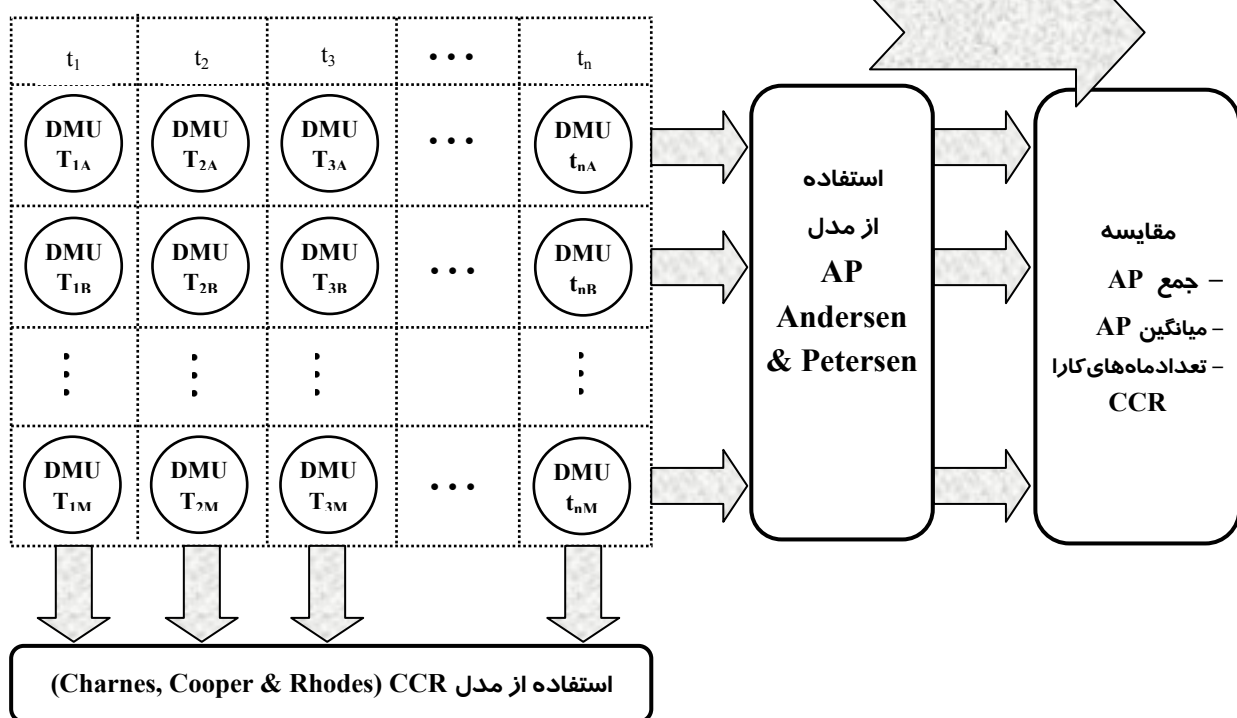 t1 t2 t3 • • • tn
DMU DMU DMU DMU
T1A T2A T3A • • • tnA
DMU DMU DMU DMU
T1B T2B T3B • • • tnB
DMU DMU DMU DMU
T1M T2M T3M • • • tnM
استفاده
از مدل
AP
Andersen
& Petersen
مقایسه
– جمع AP
– میانگین AP
– تعداد ماه‌های کارا
CCR
استفاده از مدل CCR (Charnes, Cooper & Rhodes)